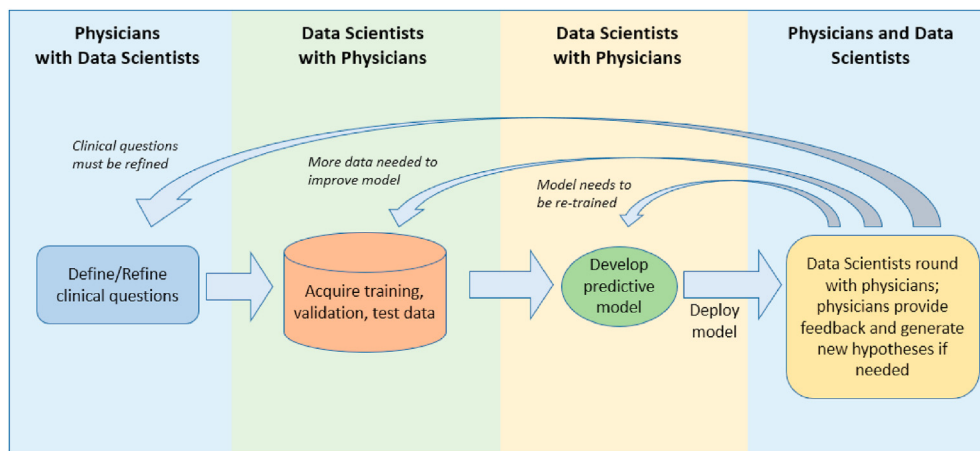 Physicians
with Data Scientists
Data Scientists
with Physicians
Data Scientists
with Physicians
Physicians and Data
Scientists
Clinical questions
must be refined
More data needed to
improve model
Model needs to
be re-trained
Define/Refine
clinical questions
Acquire training,
validation, test data
Develop
predictive
model
Deploy
model
Data Scientists round
with physicians;
physicians provide
feedback and generate
new hypotheses if
needed